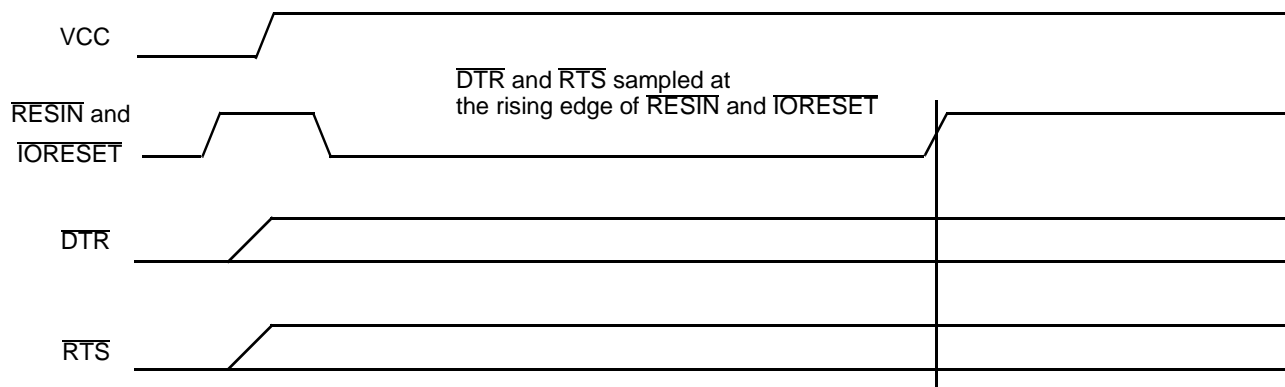 VCC
DTR and RTS sampled at
the rising edge of RESIN and IORESET
RESIN and
IORESET
DTR
RTS